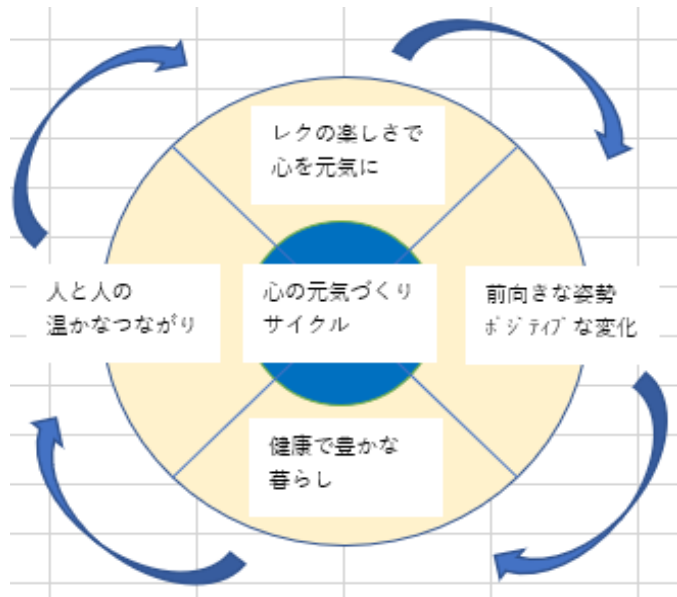 レクの楽しさで
心を元気に
人と人の
温かなつながり
心の元気づくり
サイクル
前向きな姿勢
ﾎﾟｼﾞﾃｨﾌﾞな変化
健康で豊かな
暮らし